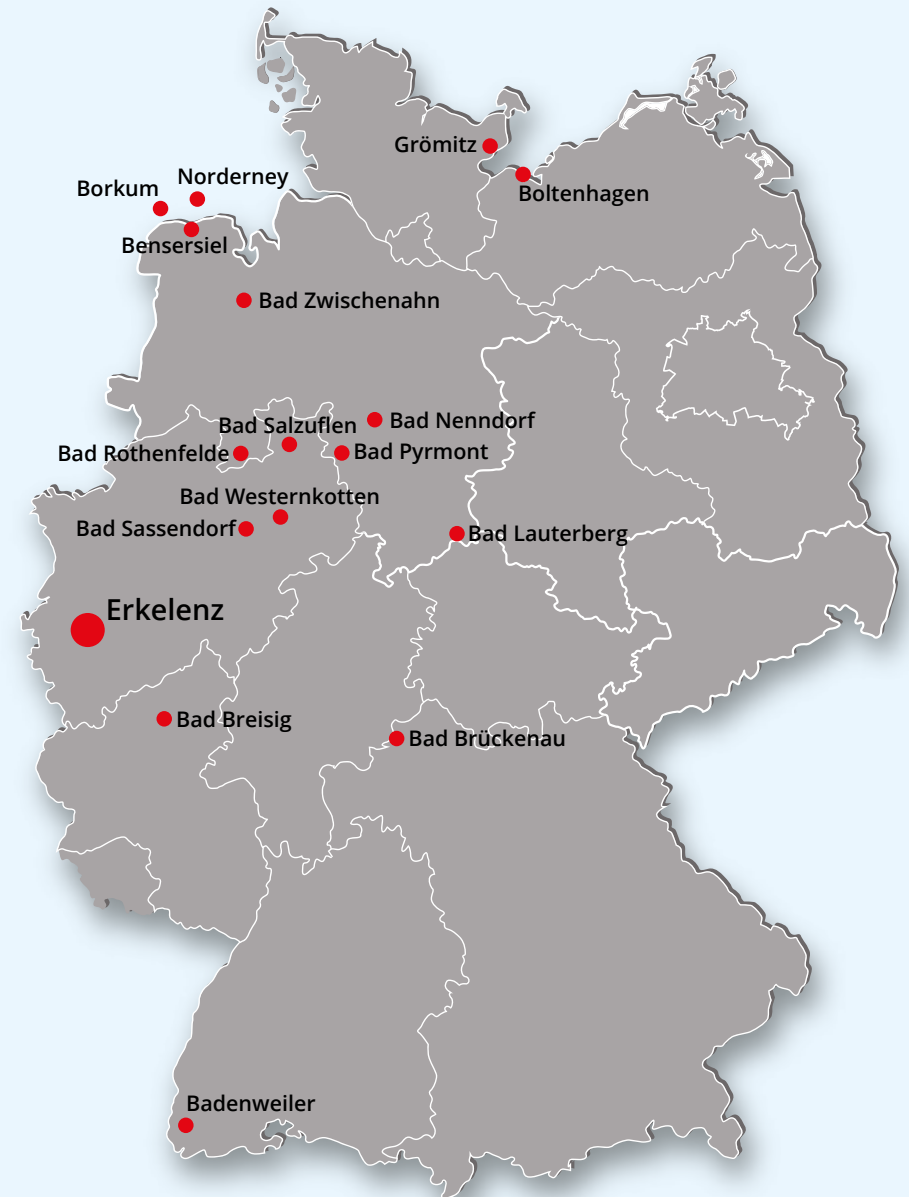 Grömitz
Norderney
Borkum
Boltenhagen
Bensersiel
Bad Zwischenahn
Bad Nenndorf
Bad Salzuflen
Bad Rothenfelde
Bad Pyrmont
Bad Westernkotten
Bad Sassendorf
Bad Lauterberg
Erkelenz
Bad Breisig
Bad Brückenau
Badenweiler